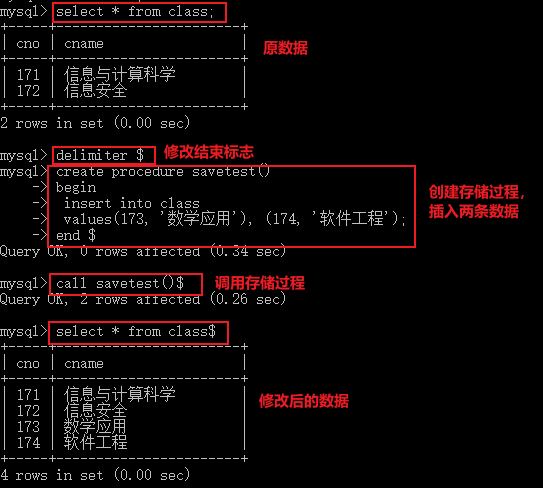 mysql> select * from class;
+-----+------------------+
| cno | cname            |
+-----+------------------+
| 171 | 信息与计算科学
| 172 | 信息安全
+-----+------------------+
2 rows in set (0.00 sec)
原数据
mysql> delimiter $
修改结束标志
mysql> create procedure savetest()
-> begin
->  insert into class
->  values(173, '数学应用'), (174, '软件工程');
-> end $
Query OK, 0 rows affected (0.34 sec)
创建存储过程,
插入两条数据
mysql> call savetest()$
调用存储过程
Query OK, 2 rows affected (0.26 sec)
mysql> select * from class$
+-----+------------------+
| cno | cname            |
+-----+------------------+
| 171 | 信息与计算科学
| 172 | 信息安全
| 173 | 数学应用
| 174 | 软件工程
+-----+------------------+
4 rows in set (0.00 sec)
修改后的数据